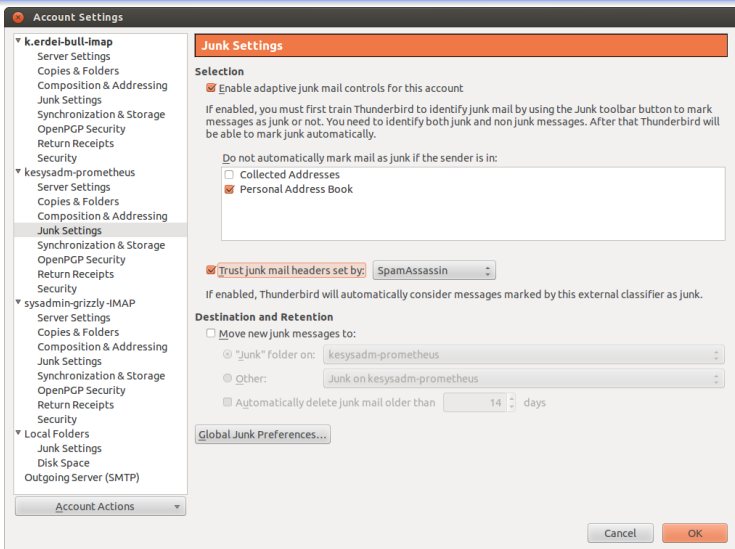 Account Settings
k.erdei-bull-imap
Server Settings
Copies & Folders
Composition & Addressing
Junk Settings
Synchronization & Storage
OpenPGP Security
Return Receipts
Security
kesysadm-prometheus
Server Settings
Copies & Folders
Composition & Addressing
Junk Settings
Synchronization & Storage
OpenPGP Security
Return Receipts
Security
sysadmin-grizzly-IMAP
Server Settings
Copies & Folders
Composition & Addressing
Junk Settings
Synchronization & Storage
OpenPGP Security
Return Receipts
Security
Local Folders
Junk Settings
Disk Space
Outgoing Server (SMTP)
Account Actions
Junk Settings
Selection
Enable adaptive junk mail controls for this account
If enabled, you must first train Thunderbird to identify junk mail by using the Junk toolbar button to mark
messages as junk or not. You need to identify both junk and non junk messages. After that Thunderbird will
be able to mark junk automatically.
Do not automatically mark mail as junk if the sender is in:
Collected Addresses
Personal Address Book
Trust junk mail headers set by: SpamAssassin
If enabled, Thunderbird will automatically consider messages marked by this external classifier as junk.
Destination and Retention
Move new junk messages to:
"Junk" folder on: kesysadm-prometheus
Other: Junk on kesysadm-prometheus
Automatically delete junk mail older than 14 days
Global Junk Preferences...
Cancel OK